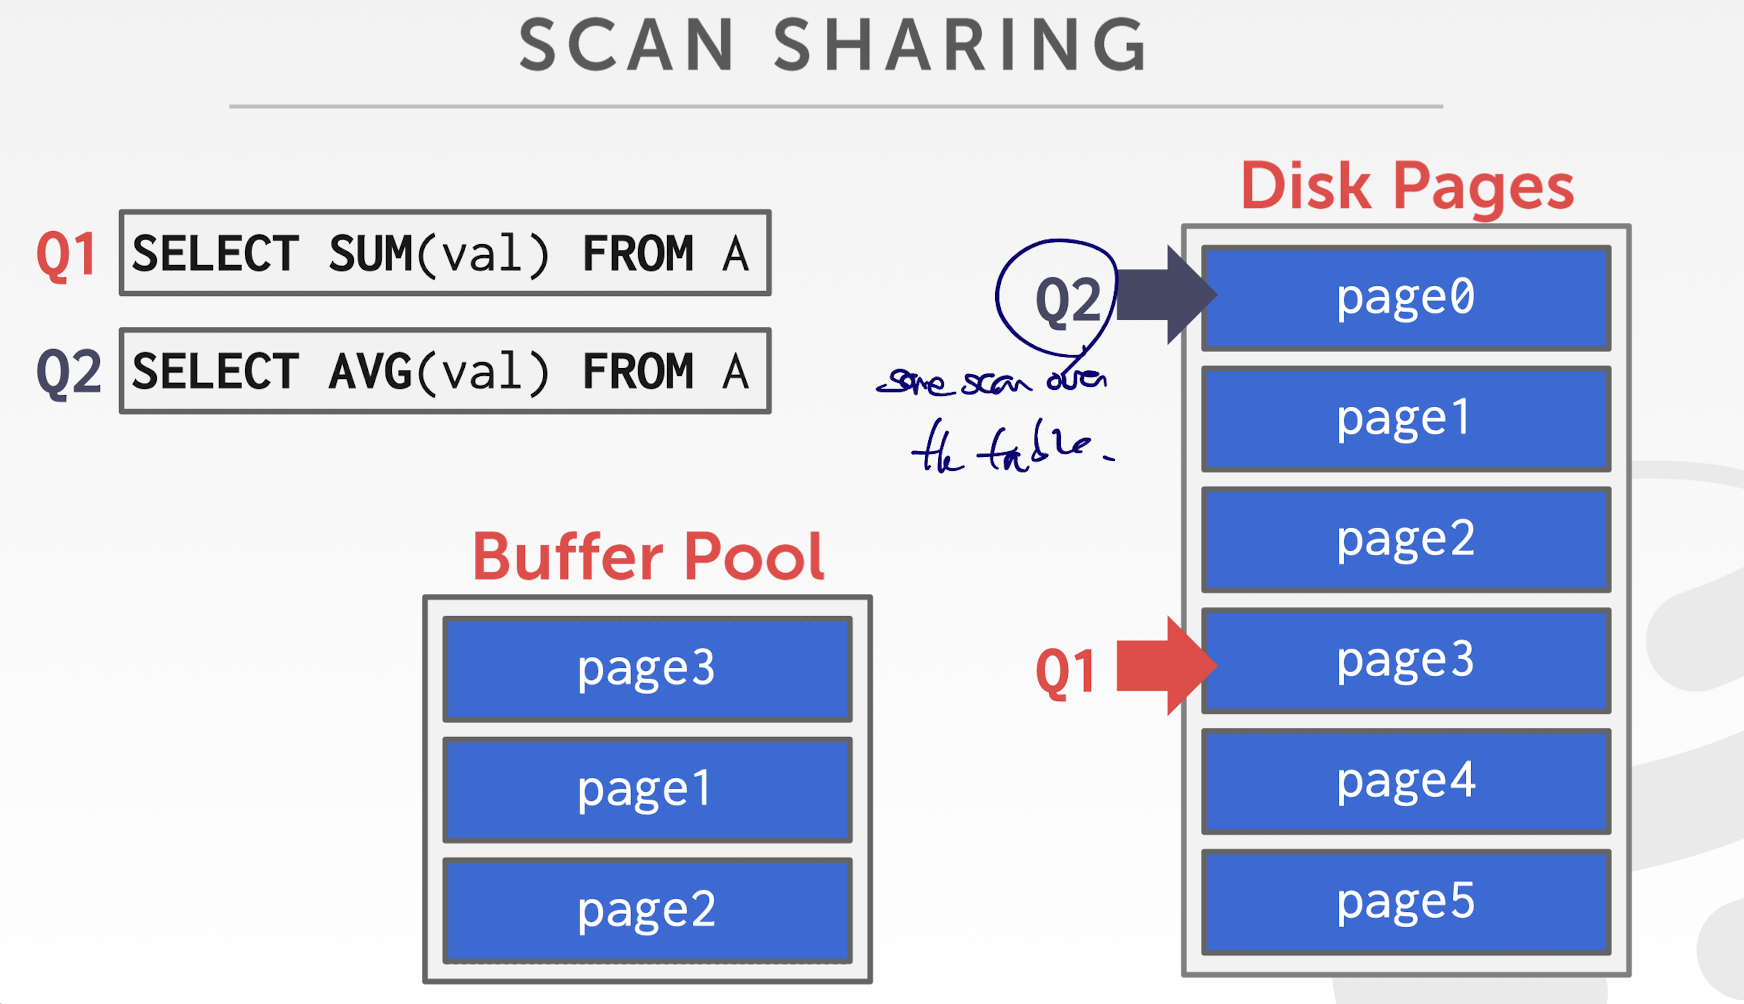 SCAN SHARING
Q1 SELECT SUM(val) FROM A
Q2 SELECT AVG(val) FROM A
Disk Pages
Q2 page0
same scan over
the table.
page1
page2
Q1 page3
page4
page5
Buffer Pool
page3
page1
page2